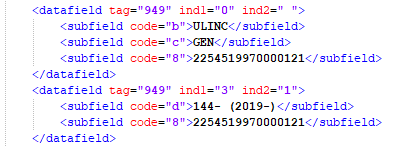 <datafield tag="949" ind1="0" ind2=" ">
<subfield code="b">ULINC</subfield>
<subfield code="c">GEN</subfield>
<subfield code="8">2254519970000121</subfield>
</datafield>
<datafield tag="949" ind1="3" ind2="1">
<subfield code="d">144- (2019-)</subfield>
<subfield code="8">2254519970000121</subfield>
</datafield>